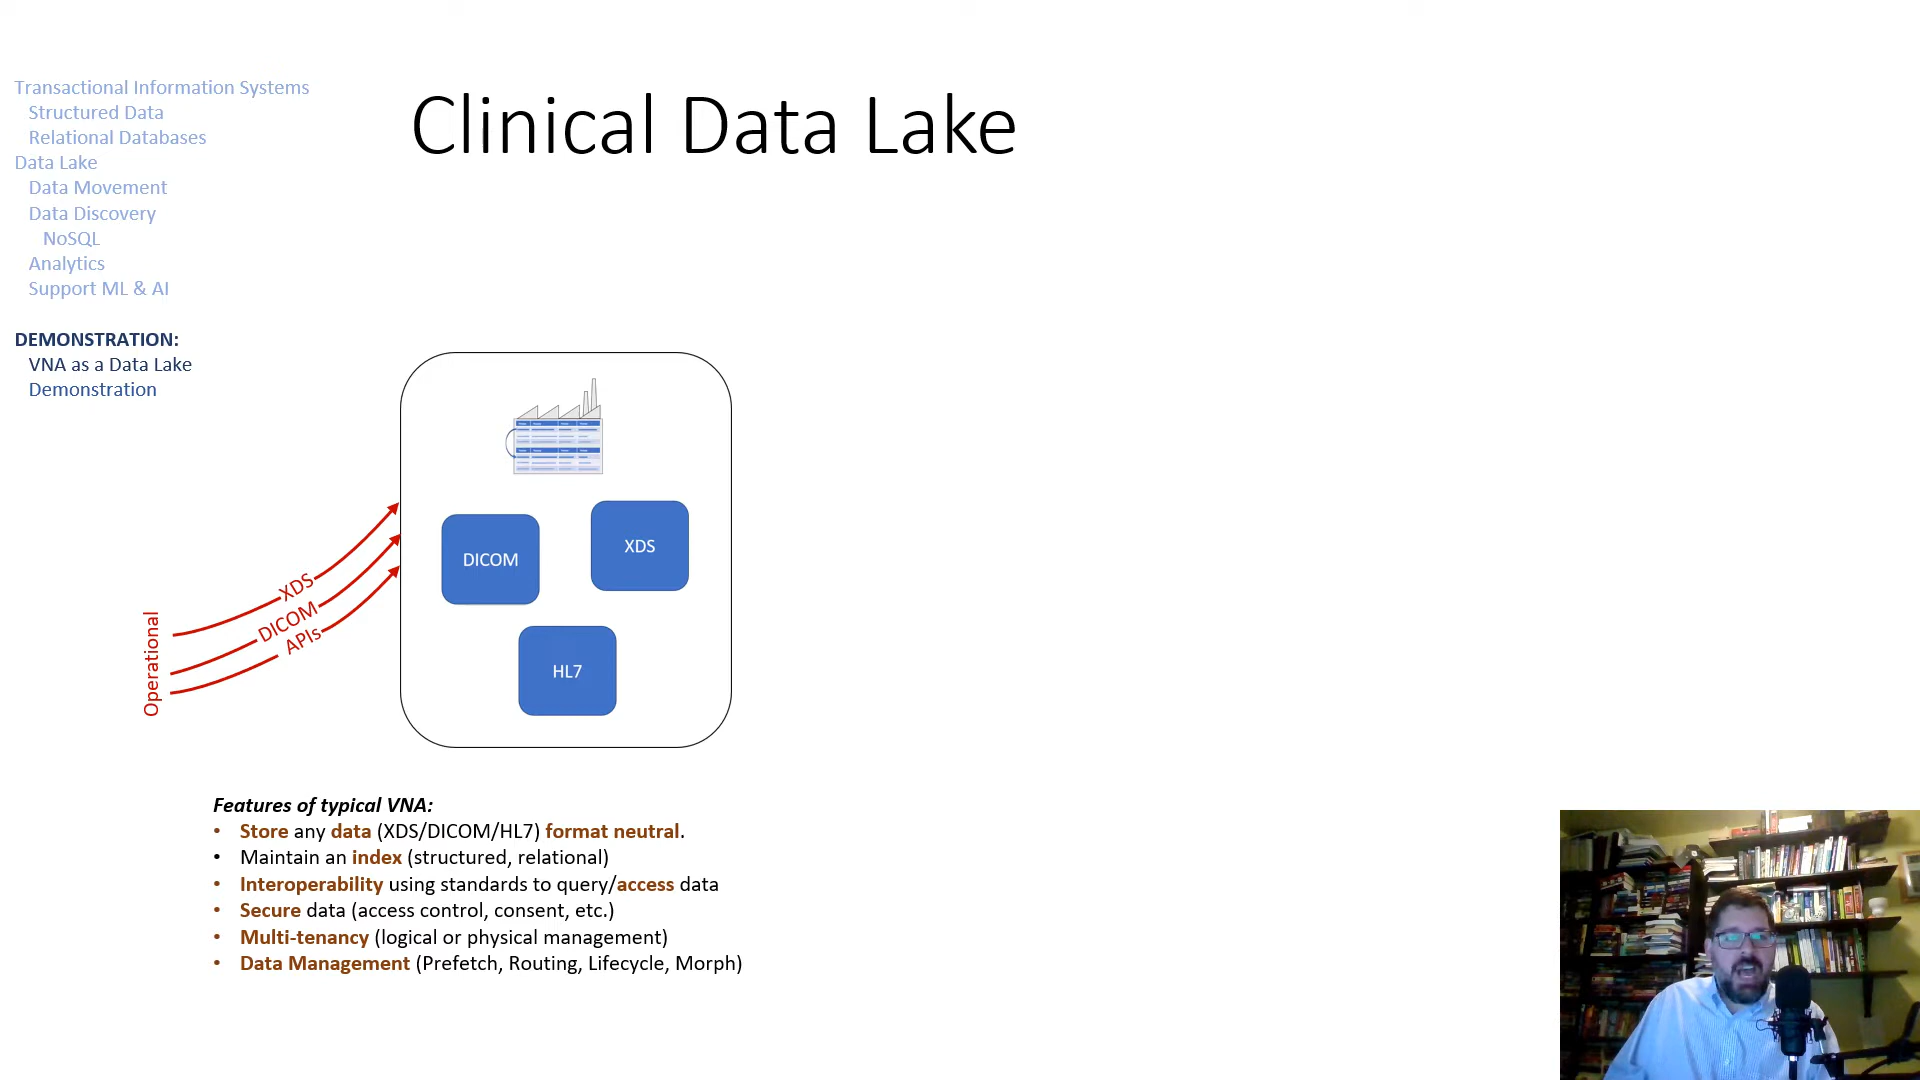 Transactional Information Systems
Structured Data
Relational Databases
Data Lake
Data Movement
Data Discovery
NoSQL
Analytics
Support ML & AI
DEMONSTRATION:
VNA as a Data Lake
Demonstration
Clinical Data Lake
DICOM
XDS
HL7
Operational
XDS
DICOM
APIs
Features of typical VNA:
• Store any data (XDS/DICOM/HL7) format neutral.
• Maintain an index (structured, relational)
• Interoperability using standards to query/access data
• Secure data (access control, consent, etc.)
• Multi-tenancy (logical or physical management)
• Data Management (Prefetch, Routing, Lifecycle, Morph)